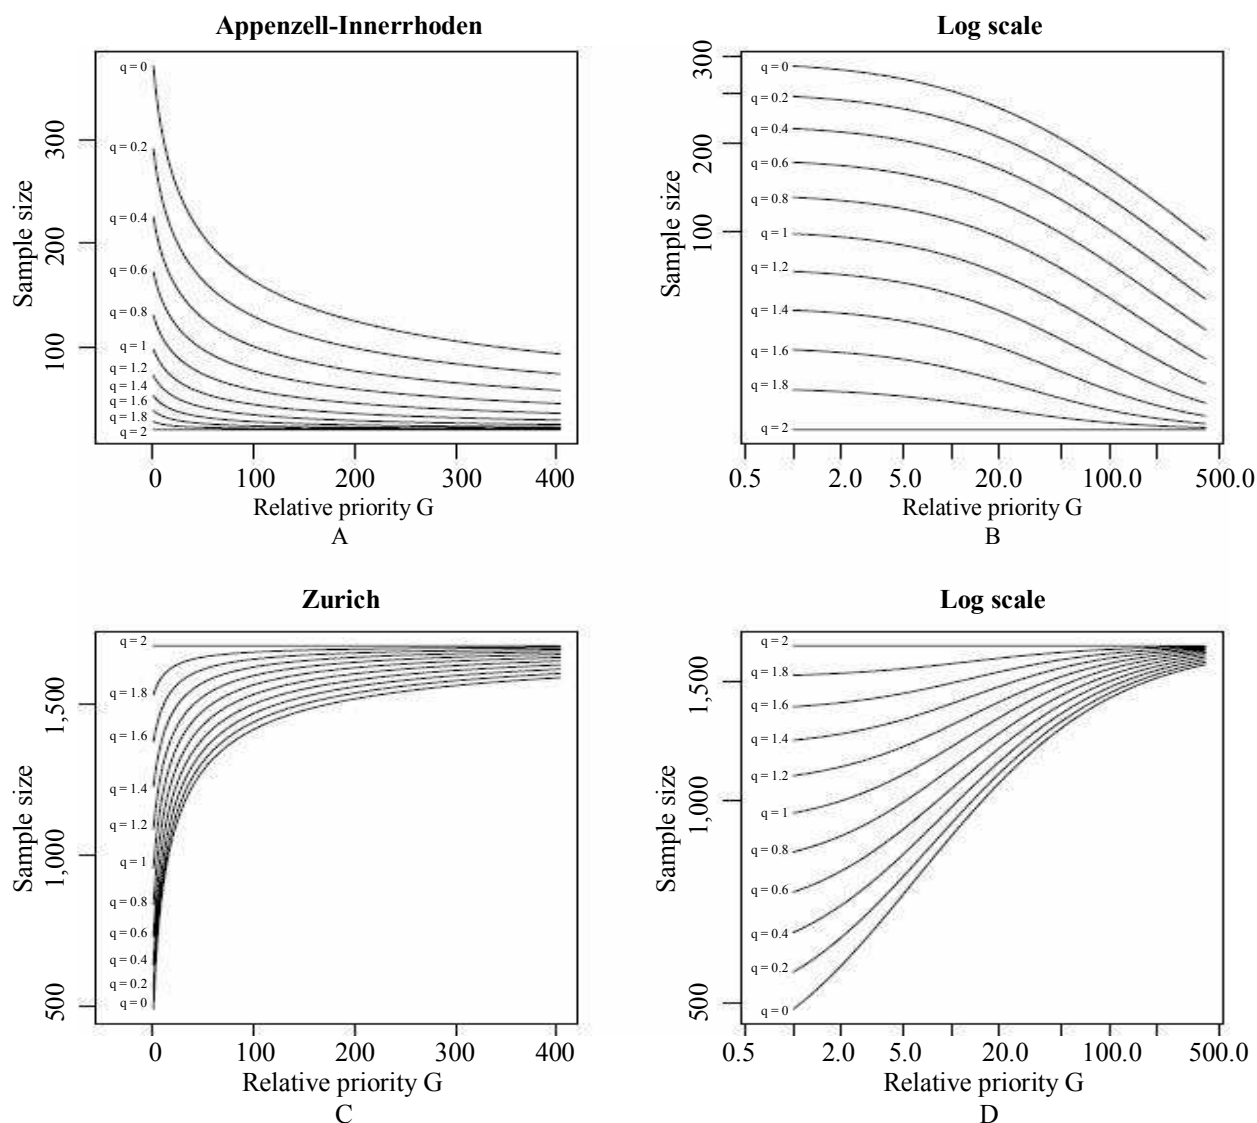 Appenzell-Innerrhoden
Sample size
300
200
100
q = 0
q = 0.2
q = 0.4
q = 0.6
q = 0.8
q = 1
q = 1.2
q = 1.4
q = 1.6
q = 1.8
q = 2
0 100 200 300 400
Relative priority G
A
Log scale
Sample size
300
200
100
q = 0
q = 0.2
q = 0.4
q = 0.6
q = 0.8
q = 1
q = 1.2
q = 1.4
q = 1.6
q = 1.8
q = 2
0.5 2.0 5.0 20.0 100.0 500.0
Relative priority G
B
Zurich
Sample size
1,500
1,000
500
q = 2
q = 1.8
q = 1.6
q = 1.4
q = 1.2
q = 1
q = 0.8
q = 0.6
q = 0.4
q = 0.2
q = 0
0 100 200 300 400
Relative priority G
C
Log scale
Sample size
1,500
1,000
500
q = 2
q = 1.8
q = 1.6
q = 1.4
q = 1.2
q = 1
q = 0.8
q = 0.6
q = 0.4
q = 0.2
q = 0
0.5 2.0 5.0 20.0 100.0 500.0
Relative priority G
D